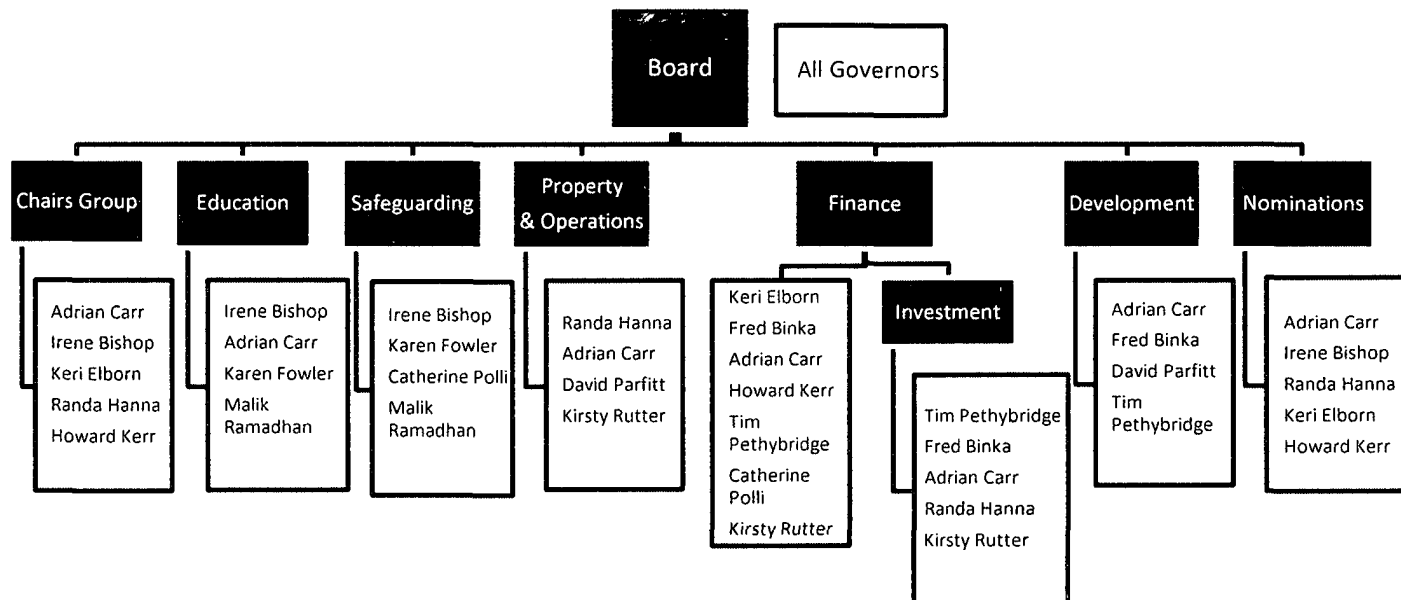 Board
All Governors
Chairs Group
Adrian Carr
Irene Bishop
Keri Elborn
Randa Hanna
Howard Kerr
Education
Irene Bishop
Adrian Carr
Karen Fowler
Malik
Ramadhan
Safeguarding
Irene Bishop
Karen Fowler
Catherine Polli
Malik
Ramadhan
Property
& Operations
Randa Hanna
Adrian Carr
David Parfitt
Kirsty Rutter
Finance
Keri Elborn
Fred Binka
Adrian Carr
Howard Kerr
Tim
Pethybridge
Catherine
Polli
Kirsty Rutter
Investment
Tim Pethybridge
Fred Binka
Adrian Carr
Randa Hanna
Kirsty Rutter
Development
Adrian Carr
Fred Binka
David Parfitt
Tim
Pethybridge
Nominations
Adrian Carr
Irene Bishop
Randa Hanna
Keri Elborn
Howard Kerr